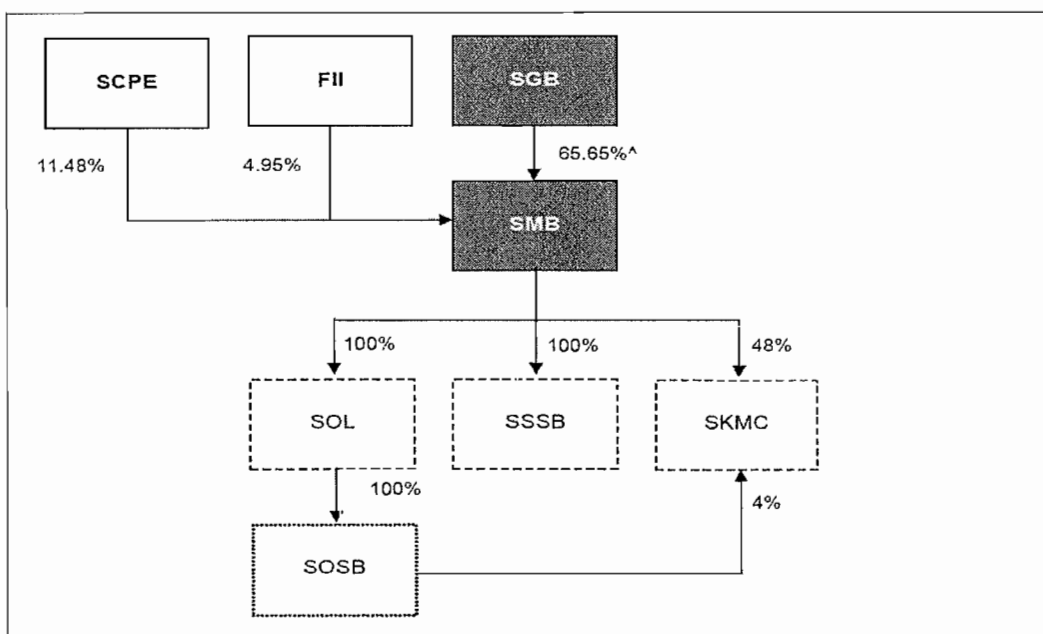 SCPE FII SGB
11.48% 4.95% 65.65%^
SMB
100% 100% 48%
SOL SSSB SKMC
100% 4%
SOSB